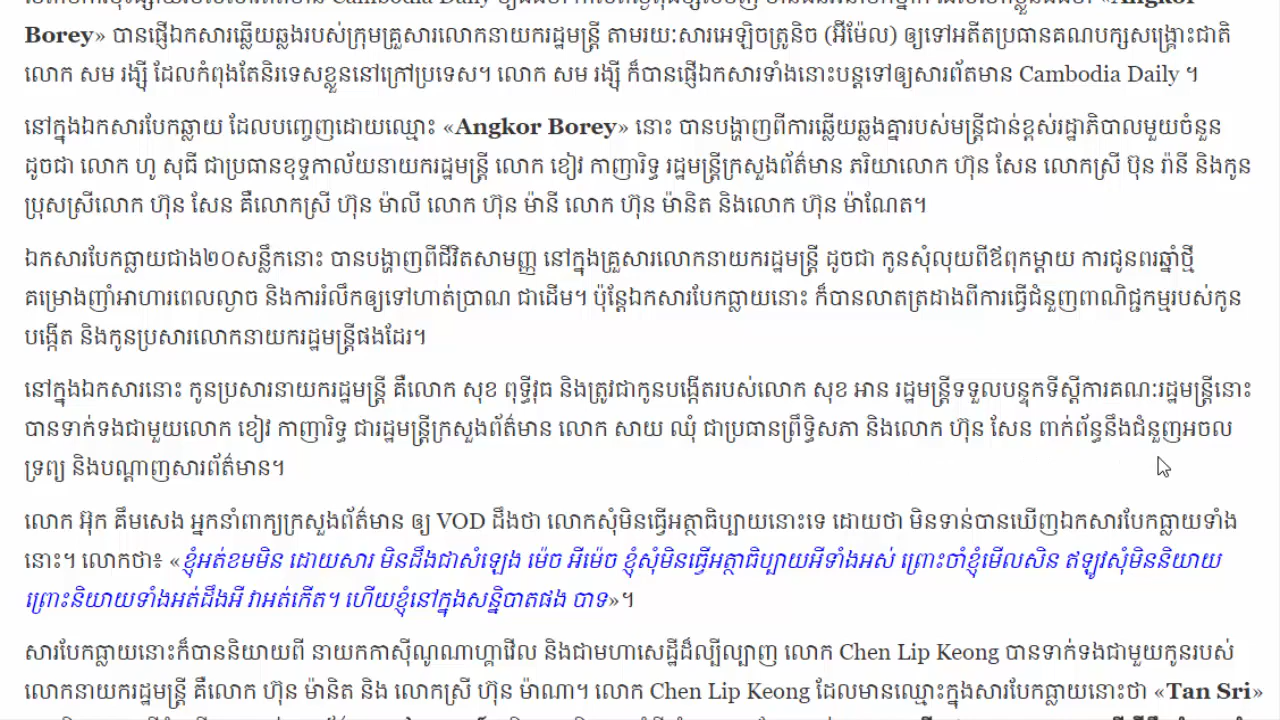 Cambodia Daily
Borey» បានផ្ញើឯកសារឆ្លើយឆ្លងរបស់ក្រុមគ្រួសារលោកនាយករដ្ឋមន្ត្រី តាមរយៈសារអេឡិចត្រូនិច (អ៊ីម៉ែល) ឲ្យទៅអតីតប្រធានគណបក្សសង្គ្រោះជាតិ
លោក សម រង្ស៊ី ដែលកំពុងតែនិរទេសខ្លួននៅក្រៅប្រទេស។ លោក សម រង្ស៊ី ក៏បានផ្ញើឯកសារទាំងនោះបន្តទៅឲ្យសារព័តមាន Cambodia Daily ។
នៅក្នុងឯកសារបែកធ្លាយ ដែលបញ្ចេញដោយឈ្មោះ «Angkor Borey» នោះ បានបង្ហាញពីការឆ្លើយឆ្លងគ្នារបស់មន្ត្រីជាន់ខ្ពស់រដ្ឋាភិបាលមួយចំនួន
ដូចជា លោក ហូ សុធី ជាប្រធានខុទ្ទកាល័យនាយករដ្ឋមន្ត្រី លោក ខៀវ កាញារិទ្ធ រដ្ឋមន្ត្រីក្រសួងព័ត៌មាន ភរិយាលោក ហ៊ុន សែន លោកស្រី ប៊ុន រ៉ានី និងកូន
ប្រុសស្រីលោក ហ៊ុន សែន គឺលោកស្រី ហ៊ុន ម៉ាលី លោក ហ៊ុន ម៉ានី លោក ហ៊ុន ម៉ានិត និងលោក ហ៊ុន ម៉ាណែត។
ឯកសារបែកធ្លាយជាង២០សន្លឹកនោះ បានបង្ហាញពីជីវិតសាមញ្ញ នៅក្នុងគ្រួសារលោកនាយករដ្ឋមន្ត្រី ដូចជា កូនសុំលុយពីឪពុកម្ដាយ ការជូនពរឆ្នាំថ្មី
គម្រោងញ៉ាំអាហារពេលល្ងាច និងការរំលឹកឲ្យទៅហាត់ប្រាណ ជាដើម។ ប៉ុន្តែឯកសារបែកធ្លាយនោះ ក៏បានលាតត្រដាងពីការធ្វើជំនួញពាណិជ្ជកម្មរបស់កូន
បង្កើត និងកូនប្រសារលោកនាយករដ្ឋមន្ត្រីផងដែរ។
នៅក្នុងឯកសារនោះ កូនប្រសារនាយករដ្ឋមន្ត្រី គឺលោក សុខ ពុទ្ធីវុធ និងត្រូវជាកូនបង្កើតរបស់លោក សុខ អាន រដ្ឋមន្ត្រីទទួលបន្ទុកទីស្ដីការគណៈរដ្ឋមន្ត្រីនោះ
បានទាក់ទងជាមួយលោក ខៀវ កាញារិទ្ធ ជារដ្ឋមន្ត្រីក្រសួងព័ត៌មាន លោក សាយ ឈុំ ជាប្រធានព្រឹទ្ធិសភា និងលោក ហ៊ុន សែន ពាក់ព័ន្ធនឹងជំនួញអចល
ទ្រព្យ និងបណ្ដាញសារព័ត៌មាន។
លោក អ៊ុក គឹមសេង អ្នកនាំពាក្យក្រសួងព័ត៌មាន ឲ្យ VOD ដឹងថា លោកសុំមិនធ្វើអត្ថាធិប្បាយនោះទេ ដោយថា មិនទាន់បានឃើញឯកសារបែកធ្លាយទាំង
នោះ។ លោកថា៖ «ខ្ញុំអត់ខមមិន ដោយសារ មិនដឹងជាសំឡេង ម៉េច អីម៉េច ខ្ញុំសុំមិនធ្វើអត្ថាធិប្បាយអីទាំងអស់ ព្រោះចាំខ្ញុំមើលសិន ឥឡូវសុំមិននិយាយ
ព្រោះនិយាយទាំងអត់ដឹងអី វាអត់កើត។ ហើយខ្ញុំនៅក្នុងសន្និបាតផង បាទ»។
សារបែកធ្លាយនោះក៏បាននិយាយពី នាយកកាស៊ីណូណាហ្គាវើល និងជាមហាសេដ្ឋីដ៏ល្បីល្បាញ លោក Chen Lip Keong បានទាក់ទងជាមួយកូនរបស់
លោកនាយករដ្ឋមន្ត្រី គឺលោក ហ៊ុន ម៉ានិត និង លោកស្រី ហ៊ុន ម៉ាណា។ លោក Chen Lip Keong ដែលមានឈ្មោះក្នុងសារបែកធ្លាយនោះថា «Tan Sri»